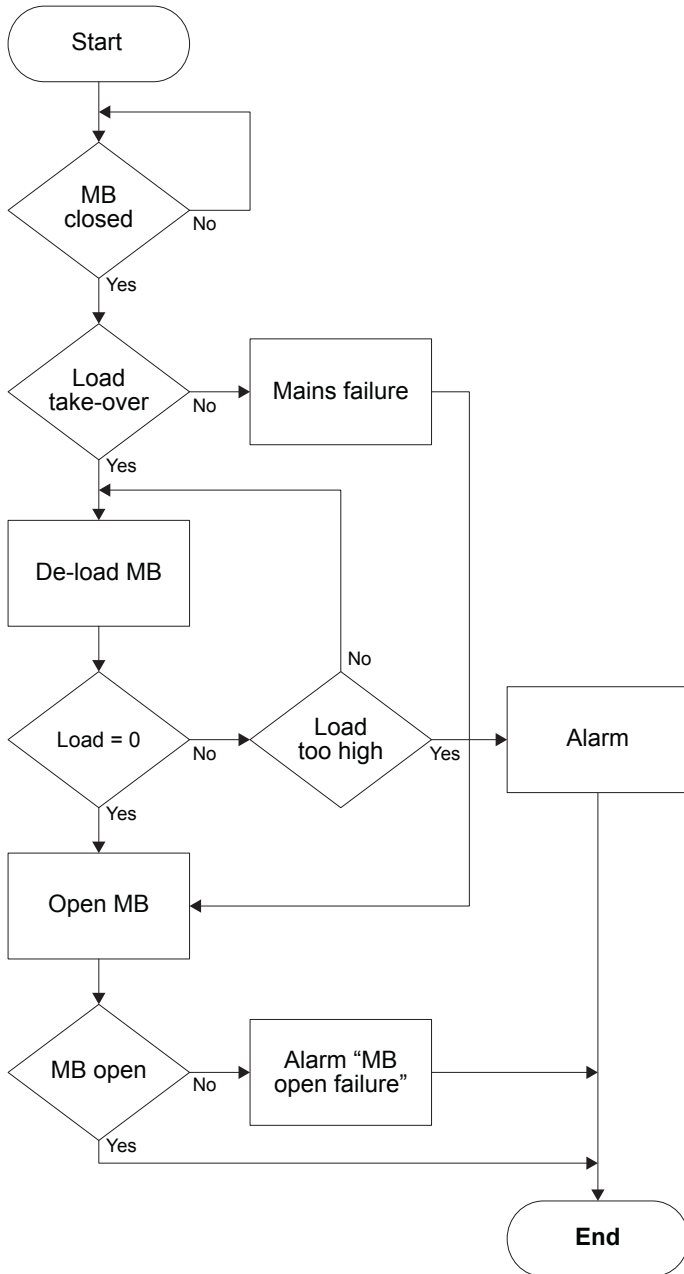 Start
MB
closed
No
Yes
Load
take-over
No
Mains failure
Yes
De-load MB
No
Load = 0
No
Load
too high
Yes
Alarm
Yes
Open MB
MB open
No
Alarm “MB
open failure”
Yes
End